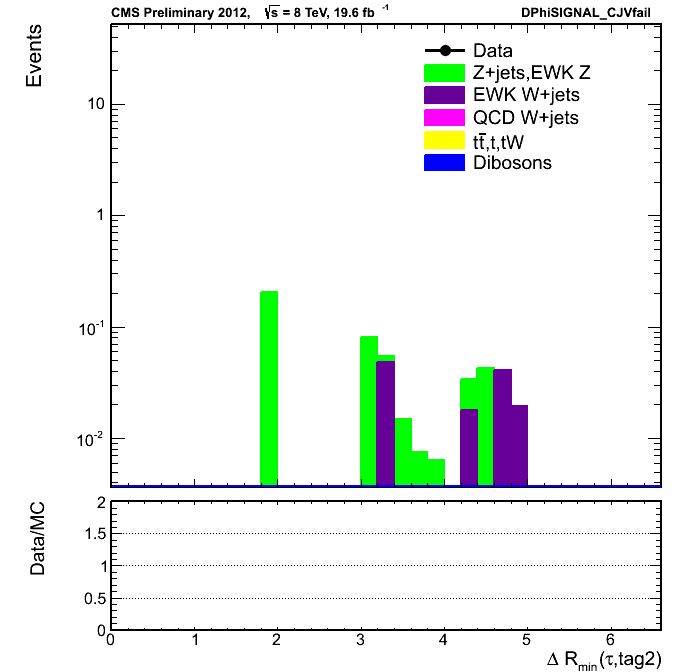 CMS Preliminary 2012, √s = 8 TeV, 19.6 fb⁻¹ DPhiSIGNAL_CJVfail
Events
Data
Z+jets,EWK Z
EWK W+jets
QCD W+jets
tt̅,t,tW
Dibosons
10
1
10⁻¹
10⁻²
Data/MC
2
1.5
1
0.5
0
0 1 2 3 4 5 6
Δ R_min(τ,tag2)